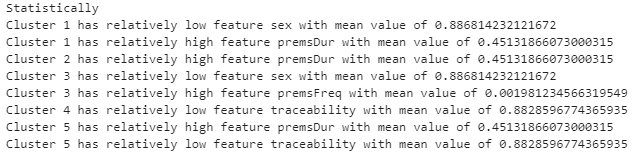 Statistically
Cluster 1 has relatively low feature sex with mean value of 0.886814232121672
Cluster 1 has relatively high feature premsDur with mean value of 0.45131866073000315
Cluster 2 has relatively high feature premsDur with mean value of 0.45131866073000315
Cluster 3 has relatively low feature sex with mean value of 0.886814232121672
Cluster 3 has relatively high feature premsFreq with mean value of 0.001981234566319549
Cluster 4 has relatively low feature traceability with mean value of 0.8828596774365935
Cluster 5 has relatively high feature premsDur with mean value of 0.45131866073000315
Cluster 5 has relatively low feature traceability with mean value of 0.8828596774365935